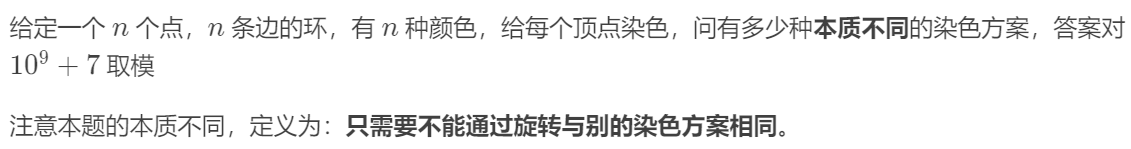 给定一个 n 个点，n 条边的环，有 n 种颜色，给每个顶点染色，问有多少种本质不同的染色方案，答案对
10⁹ + 7 取模
注意本题的本质不同，定义为：只需要不能通过旋转与别的染色方案相同。